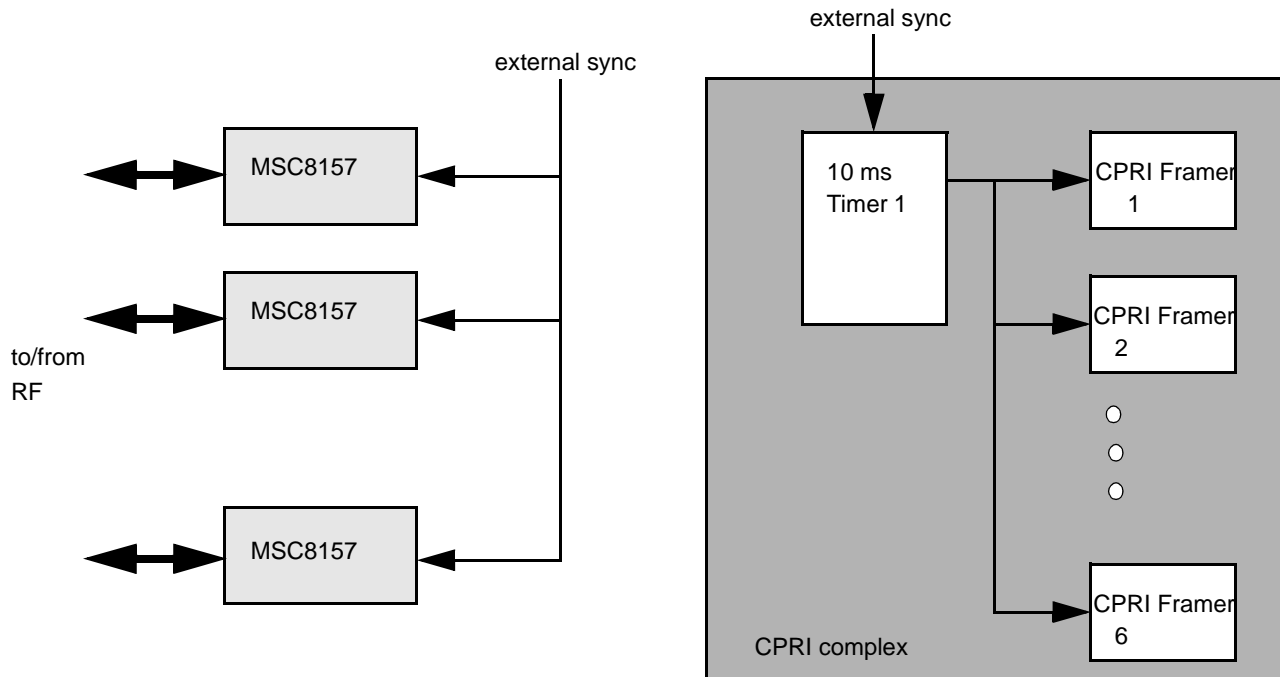 external sync
MSC8157
MSC8157
to/from
RF
MSC8157
external sync
10 ms
Timer 1
CPRI Framer
1
CPRI Framer
2
CPRI Framer
6
CPRI complex